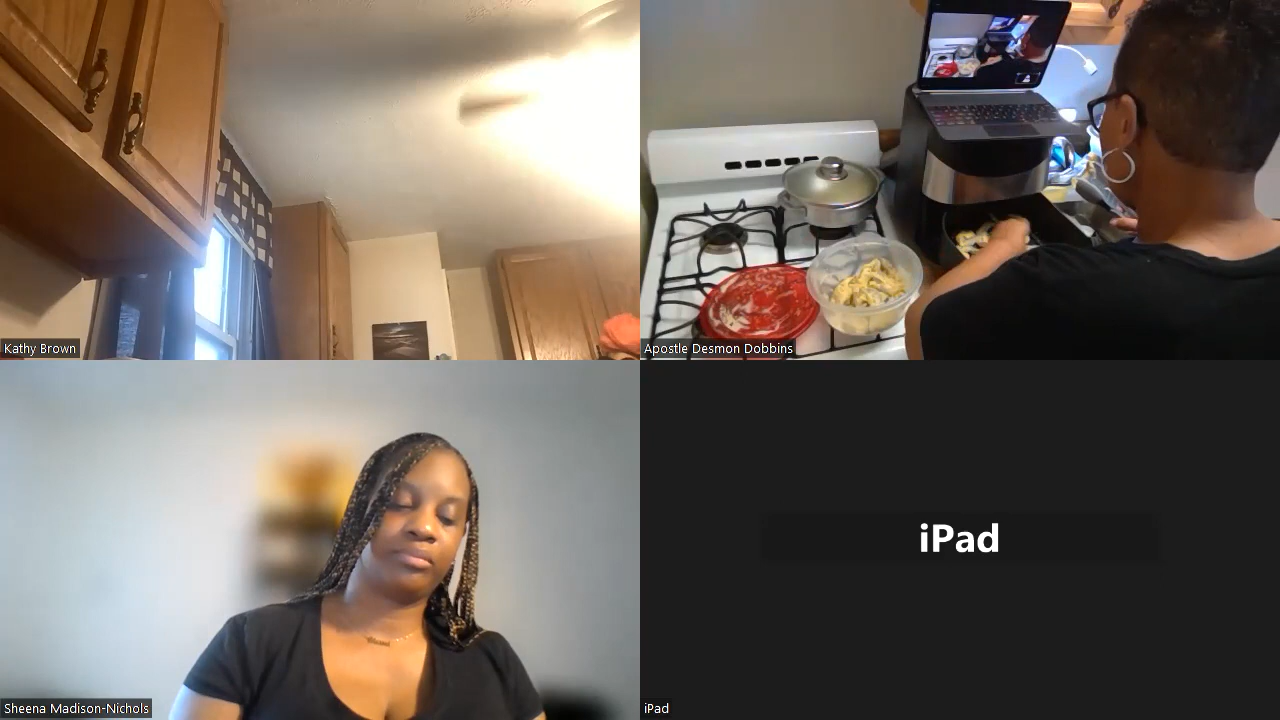 Kathy Brown
Apostle Desmon Dobbins
iPad
Sheena Madison-Nichols
iPad